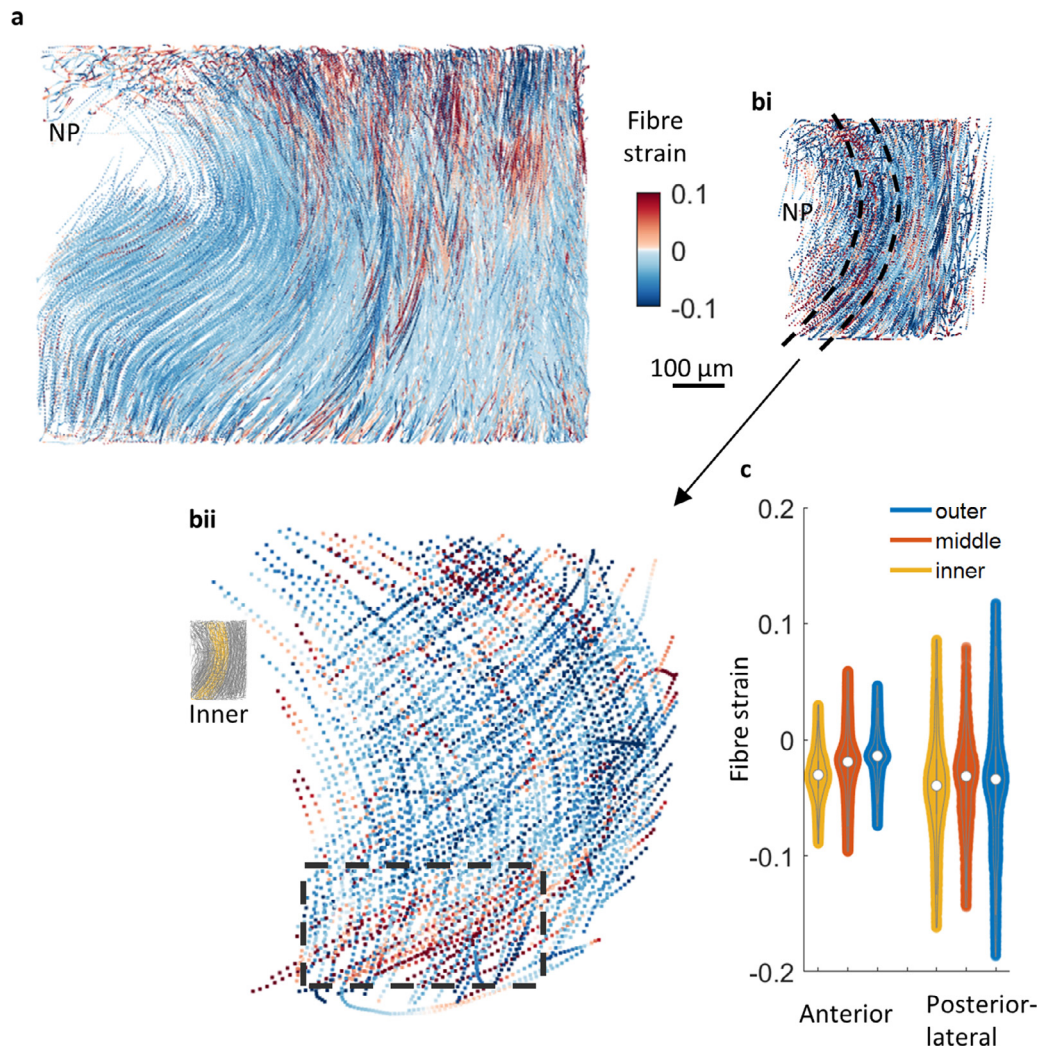 a
NP
Fibre
strain
0.1
0
-0.1
100 μm
bi
NP
bii
Inner
c
0.2
0.1
0
-0.1
-0.2
Fibre strain
outer
middle
inner
Anterior
Posterior-
lateral